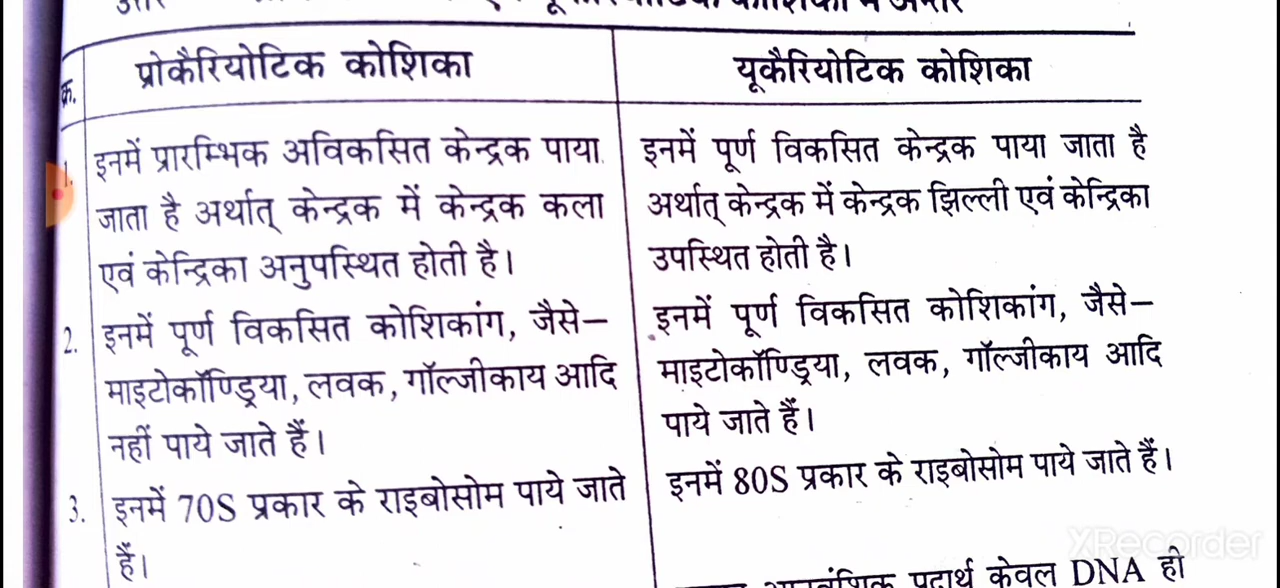 क्र.
प्रोकैरियोटिक कोशिका
यूकैरियोटिक कोशिका
1.
इनमें प्रारम्भिक अविकसित केन्द्रक पाया
जाता है अर्थात् केन्द्रक में केन्द्रक कला
एवं केन्द्रिका अनुपस्थित होती है।
इनमें पूर्ण विकसित केन्द्रक पाया जाता है
अर्थात् केन्द्रक में केन्द्रक झिल्ली एवं केन्द्रिका
उपस्थित होती है।
2.
इनमें पूर्ण विकसित कोशिकांग, जैसे–
माइटोकॉण्ड्रिया, लवक, गॉल्जीकाय आदि
नहीं पाये जाते हैं।
इनमें पूर्ण विकसित कोशिकांग, जैसे–
माइटोकॉण्ड्रिया, लवक, गॉल्जीकाय आदि
पाये जाते हैं।
3.
इनमें 70S प्रकार के राइबोसोम पाये जाते
हैं।
इनमें 80S प्रकार के राइबोसोम पाये जाते हैं।
पदार्थ केवल DNA ही
XRecorder